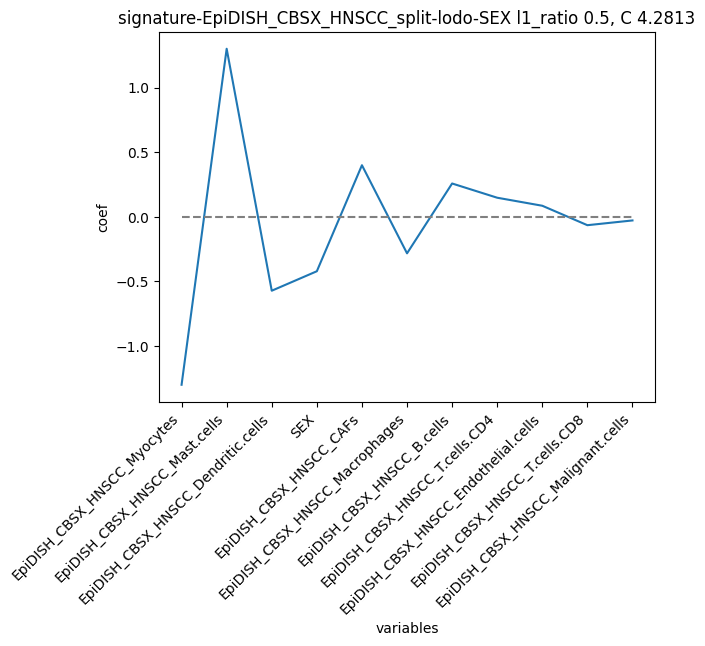 signature-EpiDISH_CBSX_HNSCC_split-lodo-SEX l1_ratio 0.5, C 4.2813
coef
1.0
0.5
0.0
−0.5
−1.0
EpiDISH_CBSX_HNSCC_Myocytes
EpiDISH_CBSX_HNSCC_Mast.cells
EpiDISH_CBSX_HNSCC_Dendritic.cells
SEX
EpiDISH_CBSX_HNSCC_CAFs
EpiDISH_CBSX_HNSCC_Macrophages
EpiDISH_CBSX_HNSCC_B.cells
EpiDISH_CBSX_HNSCC_T.cells.CD4
EpiDISH_CBSX_HNSCC_Endothelial.cells
EpiDISH_CBSX_HNSCC_T.cells.CD8
EpiDISH_CBSX_HNSCC_Malignant.cells
variables